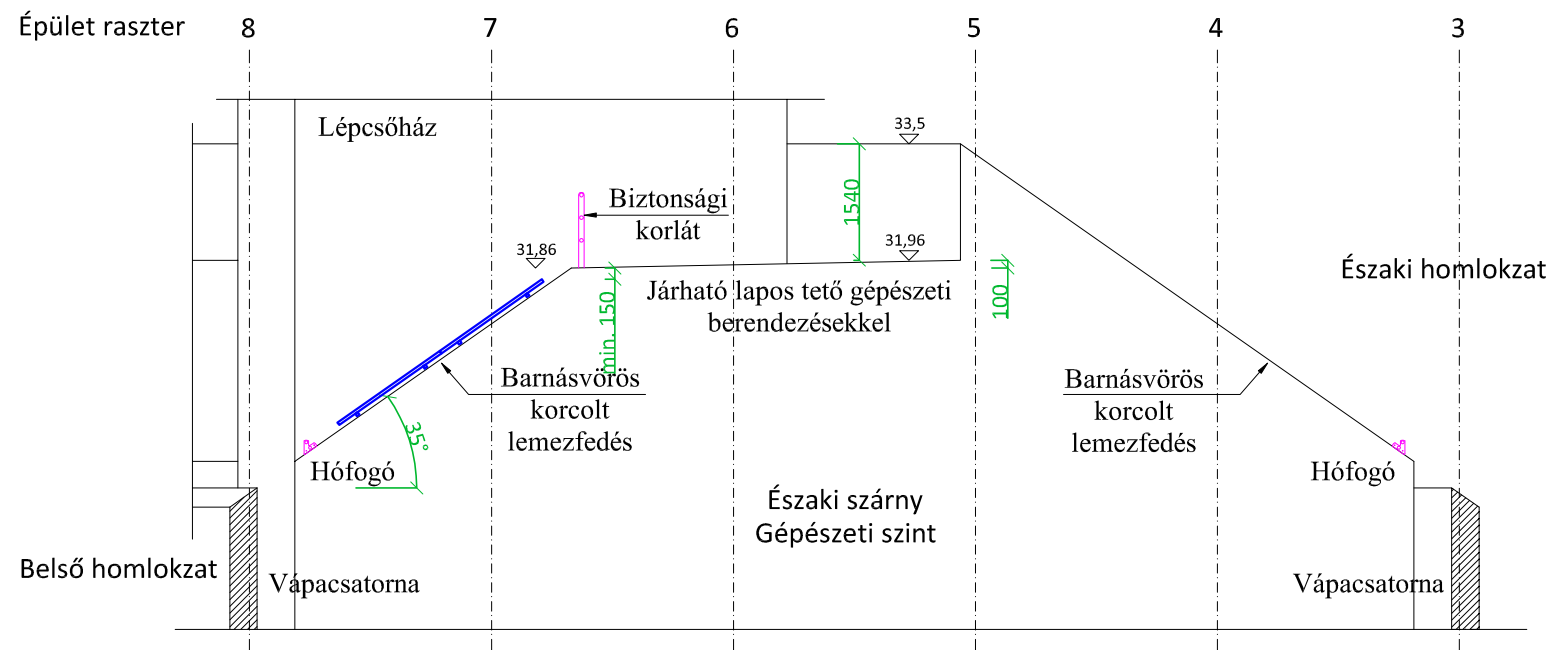 Épület raszter
8
7
6
5
4
3
Lépcsőház
33,5
1540
Biztonsági
korlát
31,86
31,96
100
min. 150
Járható lapos tető gépészeti
berendezésekkel
Északi homlokzat
Barnásvörös
korcolt
lemezfedés
Barnásvörös
korcolt
lemezfedés
35°
Hófogó
Hófogó
Északi szárny
Gépészeti szint
Belső homlokzat
Vápacsatorna
Vápacsatorna